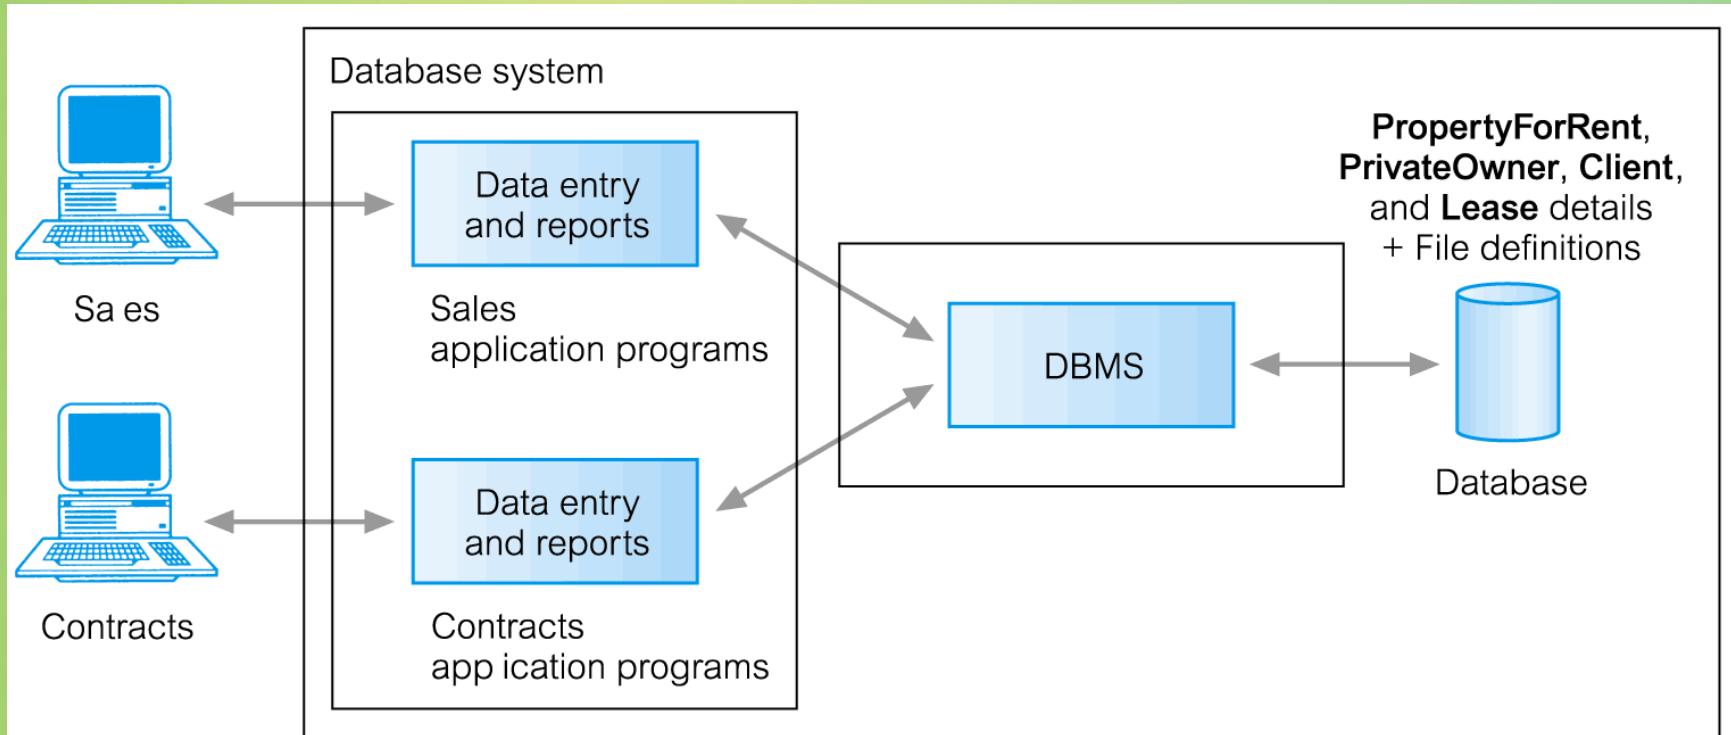 Database system
PropertyForRent,
PrivateOwner, Client,
and Lease details
+ File definitions
Data entry
and reports
Sa es
Sales
application programs
DBMS
Database
Data entry
and reports
Contracts
Contracts
app ication programs